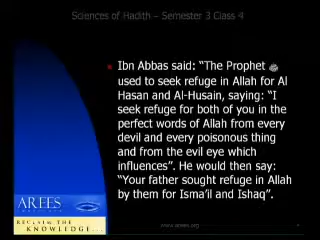 Sciences of Hadith – Semester 3 Class 4
Ibn Abbas said: “The Prophet ﷺ
used to seek refuge in Allah for Al
Hasan and Al-Husain, saying: “I
seek refuge for both of you in the
perfect words of Allah from every
devil and every poisonous thing
and from the evil eye which
influences”. He would then say:
“Your father sought refuge in Allah
by them for Isma’il and Ishaq”.
AREES
RECLAIM THE
KNOWLEDGE
www.arees.org